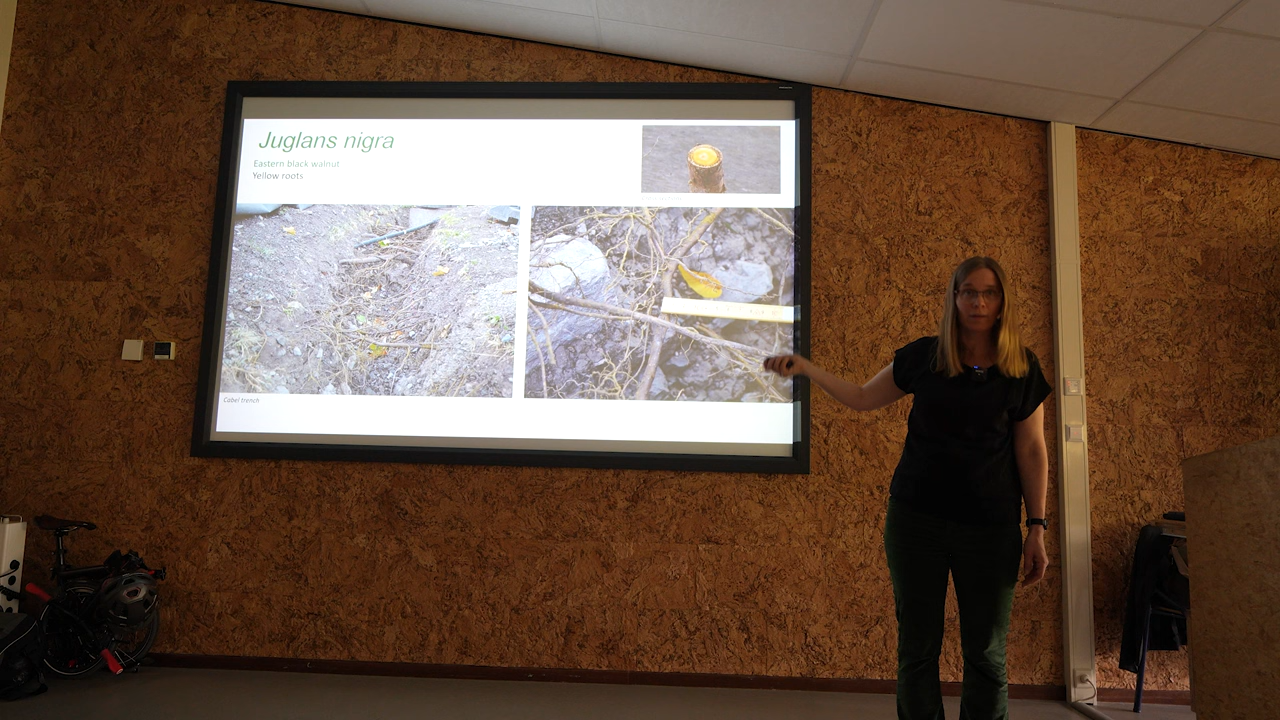 Juglans nigra
Eastern black walnut
Yellow roots
Cabel trench